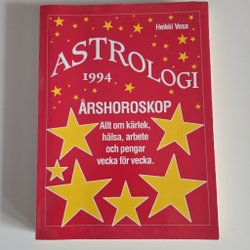 Heikki Vesa
ASTROLOGI
1994
ÅRSHOROSKOP
Allt om kärlek,
hälsa, arbete
och pengar
vecka för vecka.